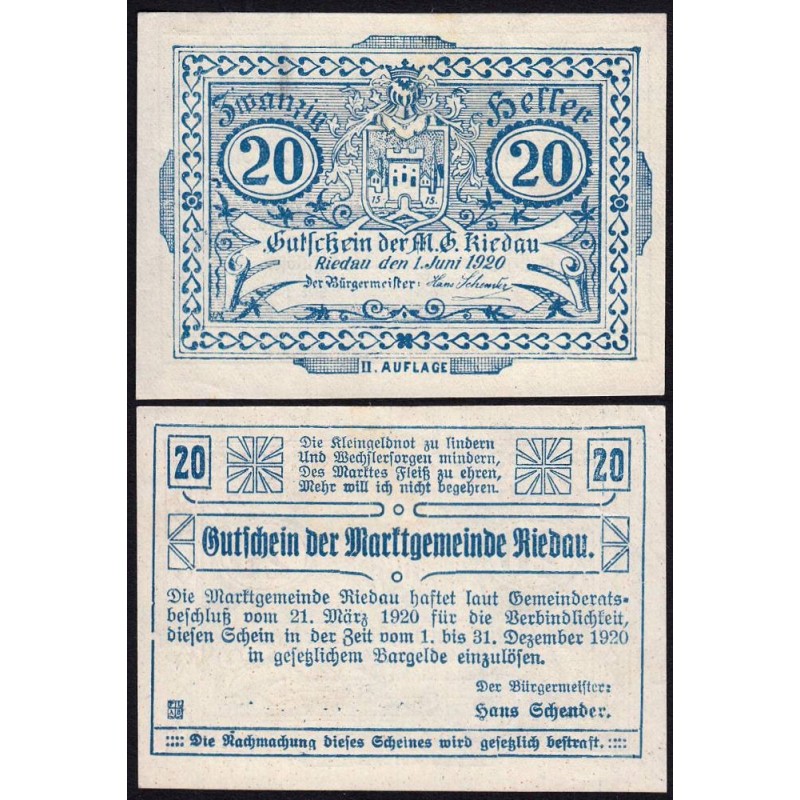 Zwanzig Heller
20 20
15 15.
Gutschein der M. G. Riedau
Riedau den 1. Juni 1920
Der Bürgermeister: Hans Schender
II. AUFLAGE
20 20
Die Kleingeldnot zu lindern
Und Wechslersorgen mindern,
Des Marktes Fleiß zu ehren,
Mehr will ich nicht begehren.
Gutschein der Marktgemeinde Riedau.
Die Marktgemeinde Riedau haftet laut Gemeinderats-
beschluß vom 21. März 1920 für die Verbindlichkeit,
diesen Schein in der Zeit vom 1. bis 31. Dezember 1920
in gesetzlichem Bargelde einzulösen.
Der Bürgermeister:
Hans Schender.
:::: Die Nachmachung dieses Scheines wird gesetzlich bestraft. ::::